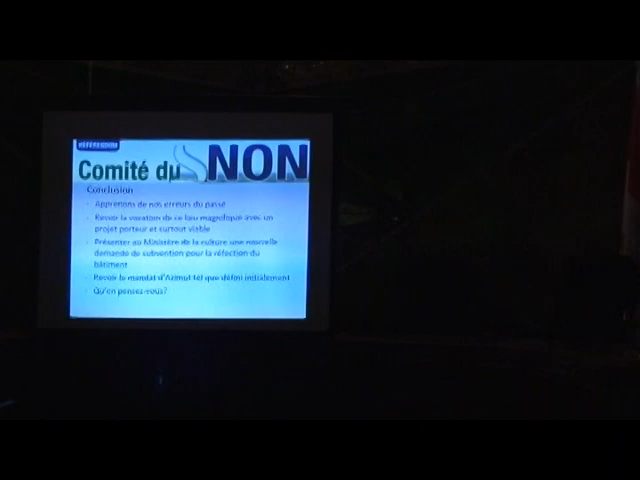 RÉFÉRENDUM
Comité du NON
Conclusion
- Apprenons de nos erreurs du passé
- Revoir la vocation de ce lieu magnifique avec un
projet porteur et surtout viable
- Présenter au Ministère de la culture une nouvelle
demande de subvention pour la réfection du
bâtiment
- Revoir le mandat d'Azimut tel que défini initialement
- Qu'en pensez-vous?